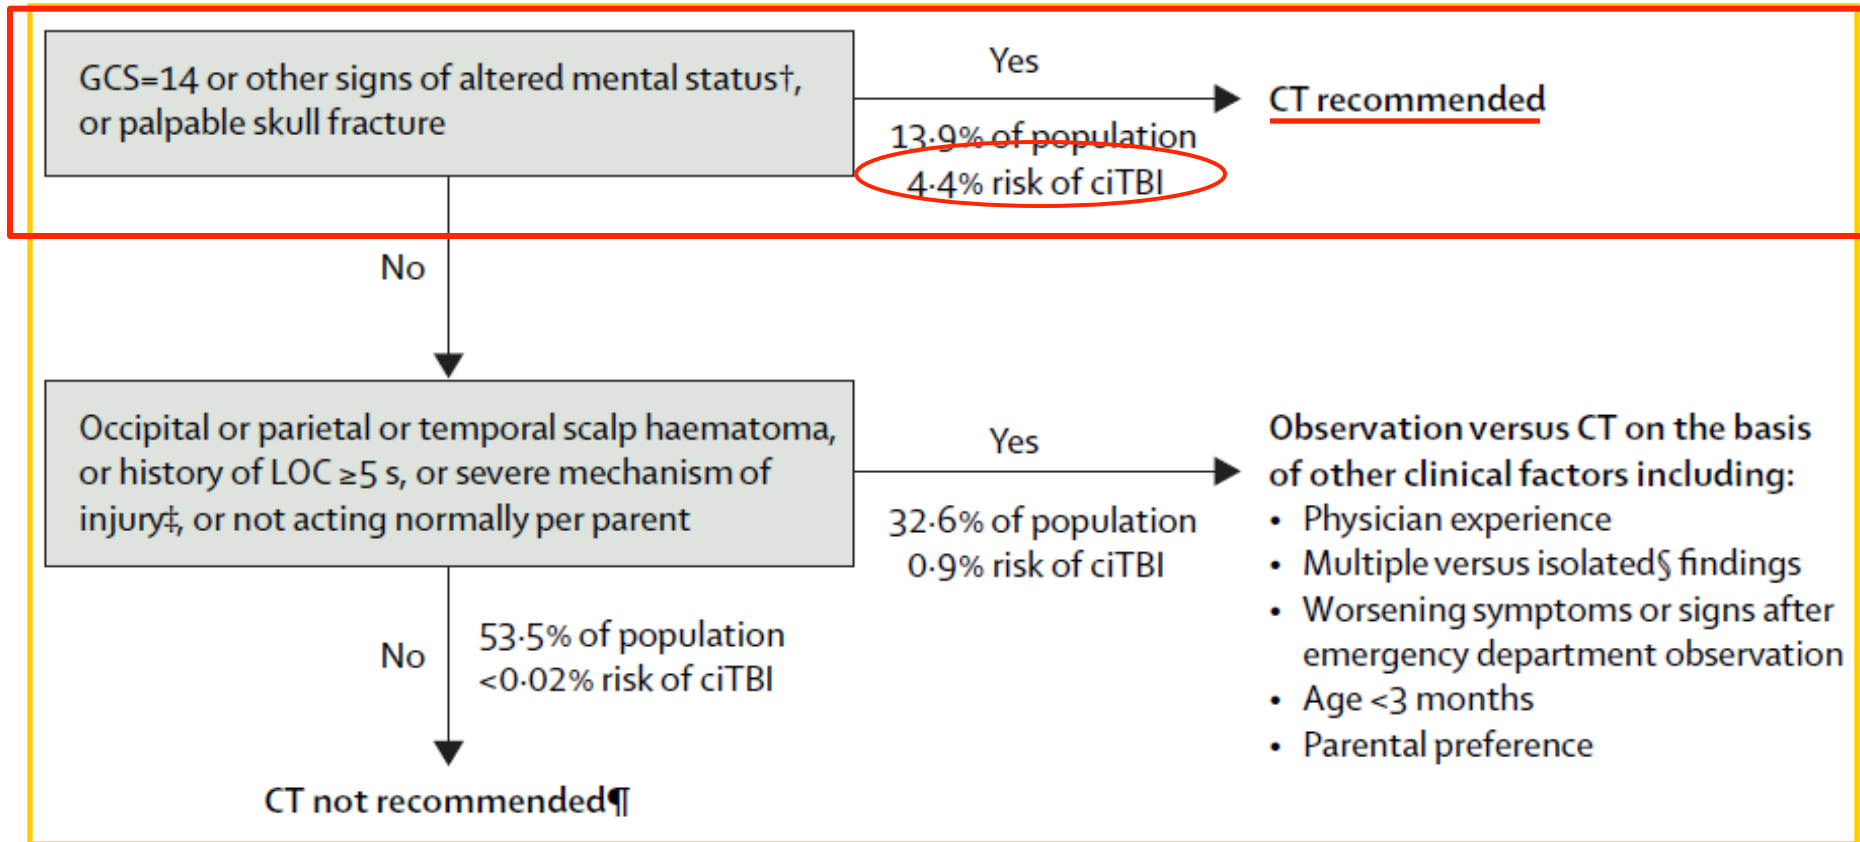 GCS=14 or other signs of altered mental status†,
or palpable skull fracture
Yes
13·9% of population
4·4% risk of ciTBI
CT recommended
No
Occipital or parietal or temporal scalp haematoma,
or history of LOC ≥5 s, or severe mechanism of
injury‡, or not acting normally per parent
Yes
32·6% of population
0·9% risk of ciTBI
Observation versus CT on the basis
of other clinical factors including:
• Physician experience
• Multiple versus isolated§ findings
• Worsening symptoms or signs after
emergency department observation
• Age <3 months
• Parental preference
No
53·5% of population
<0·02% risk of ciTBI
CT not recommended¶